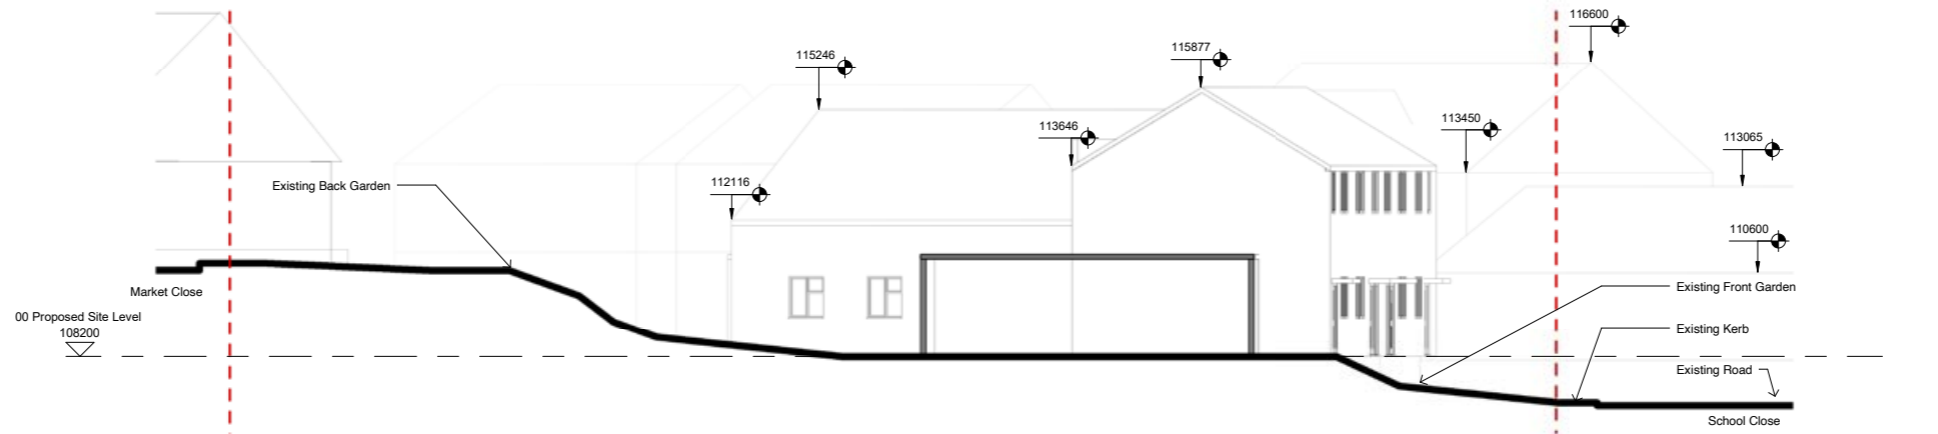 116600
115877
115246
113450
113646
113065
Existing Back Garden
112116
110600
Market Close
Existing Front Garden
00 Proposed Site Level
108200
Existing Kerb
Existing Road
School Close